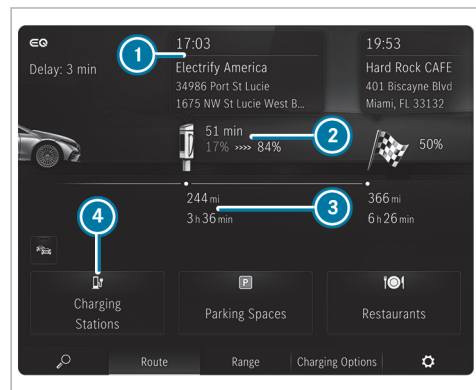 EQ
Delay: 3 min
17:03
Electrify America
34986 Port St Lucie
1675 NW St Lucie West B...
19:53
Hard Rock CAFE
401 Biscayne Blvd
Miami, FL 33132
1
51 min
17% »»» 84%
2
50%
244 mi
3 h 36 min
3
366 mi
6 h 26 min
4
Charging
Stations
P
Parking Spaces
Restaurants
Route
Range
Charging Options